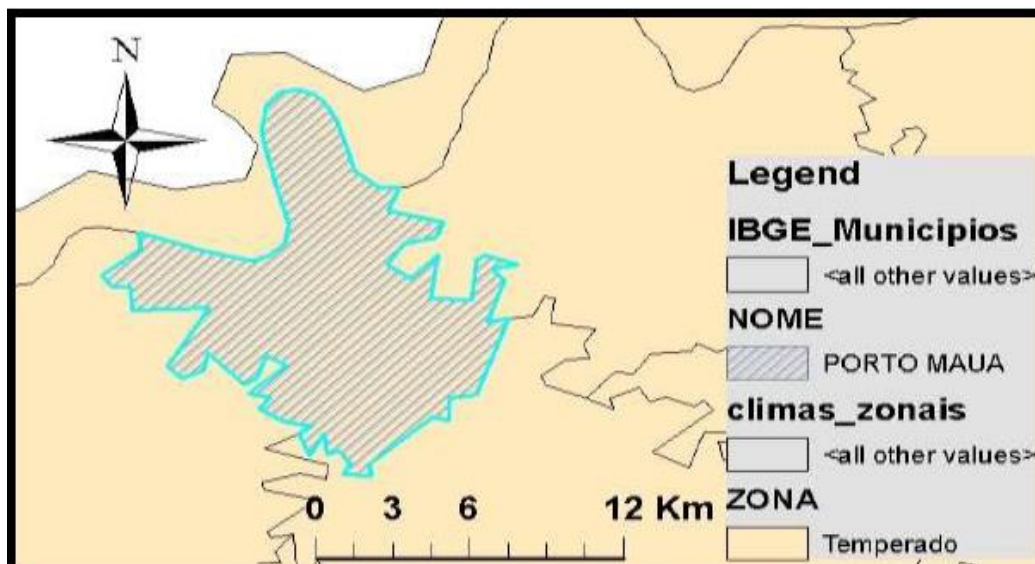 N
Legend
IBGE_Municipios
<all other values>
NOME
PORTO MAUA
climas_zonais
<all other values>
ZONA
Temperado
0 3 6 12 Km